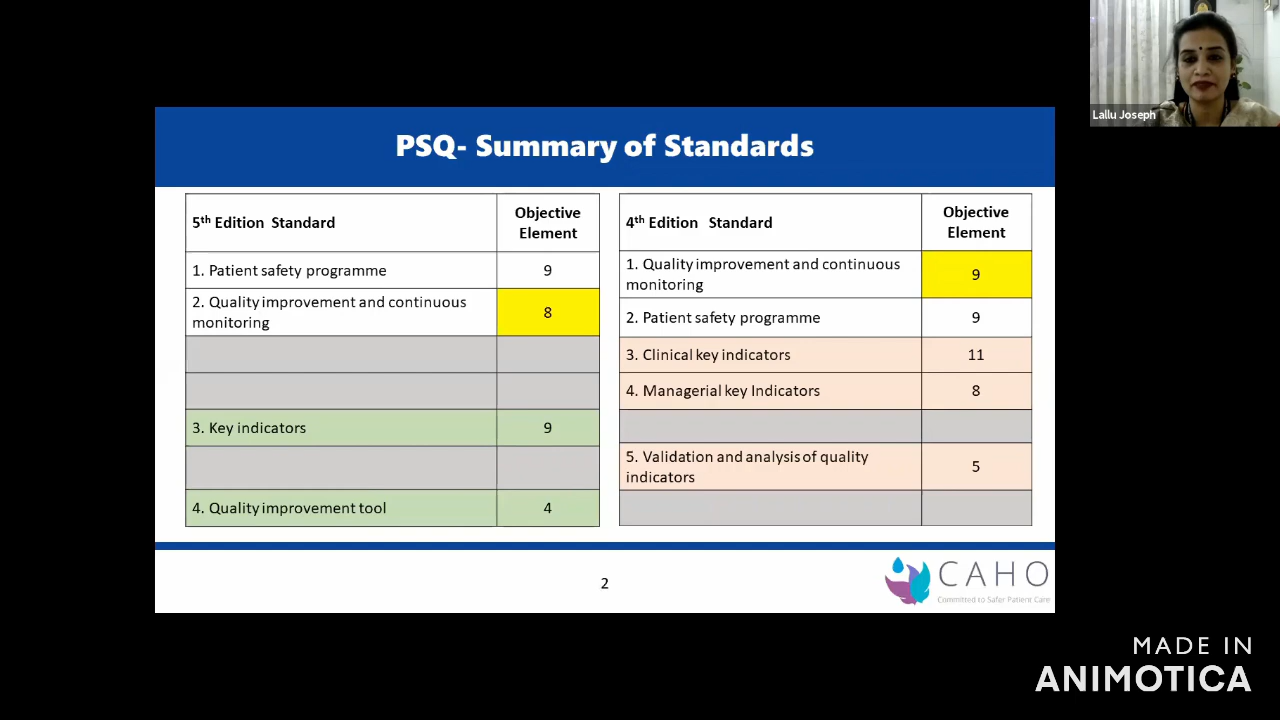 Lallu Joseph
PSQ- Summary of Standards
5th Edition Standard
Objective
Element
1. Patient safety programme
9
2. Quality improvement and continuous
monitoring
8
3. Key indicators
9
4. Quality improvement tool
4
4th Edition Standard
Objective
Element
1. Quality improvement and continuous
monitoring
9
2. Patient safety programme
9
3. Clinical key indicators
11
4. Managerial key Indicators
8
5. Validation and analysis of quality
indicators
5
2
CAHO
Committed to Safer Patient Care
MADE IN
ANIMOTICA